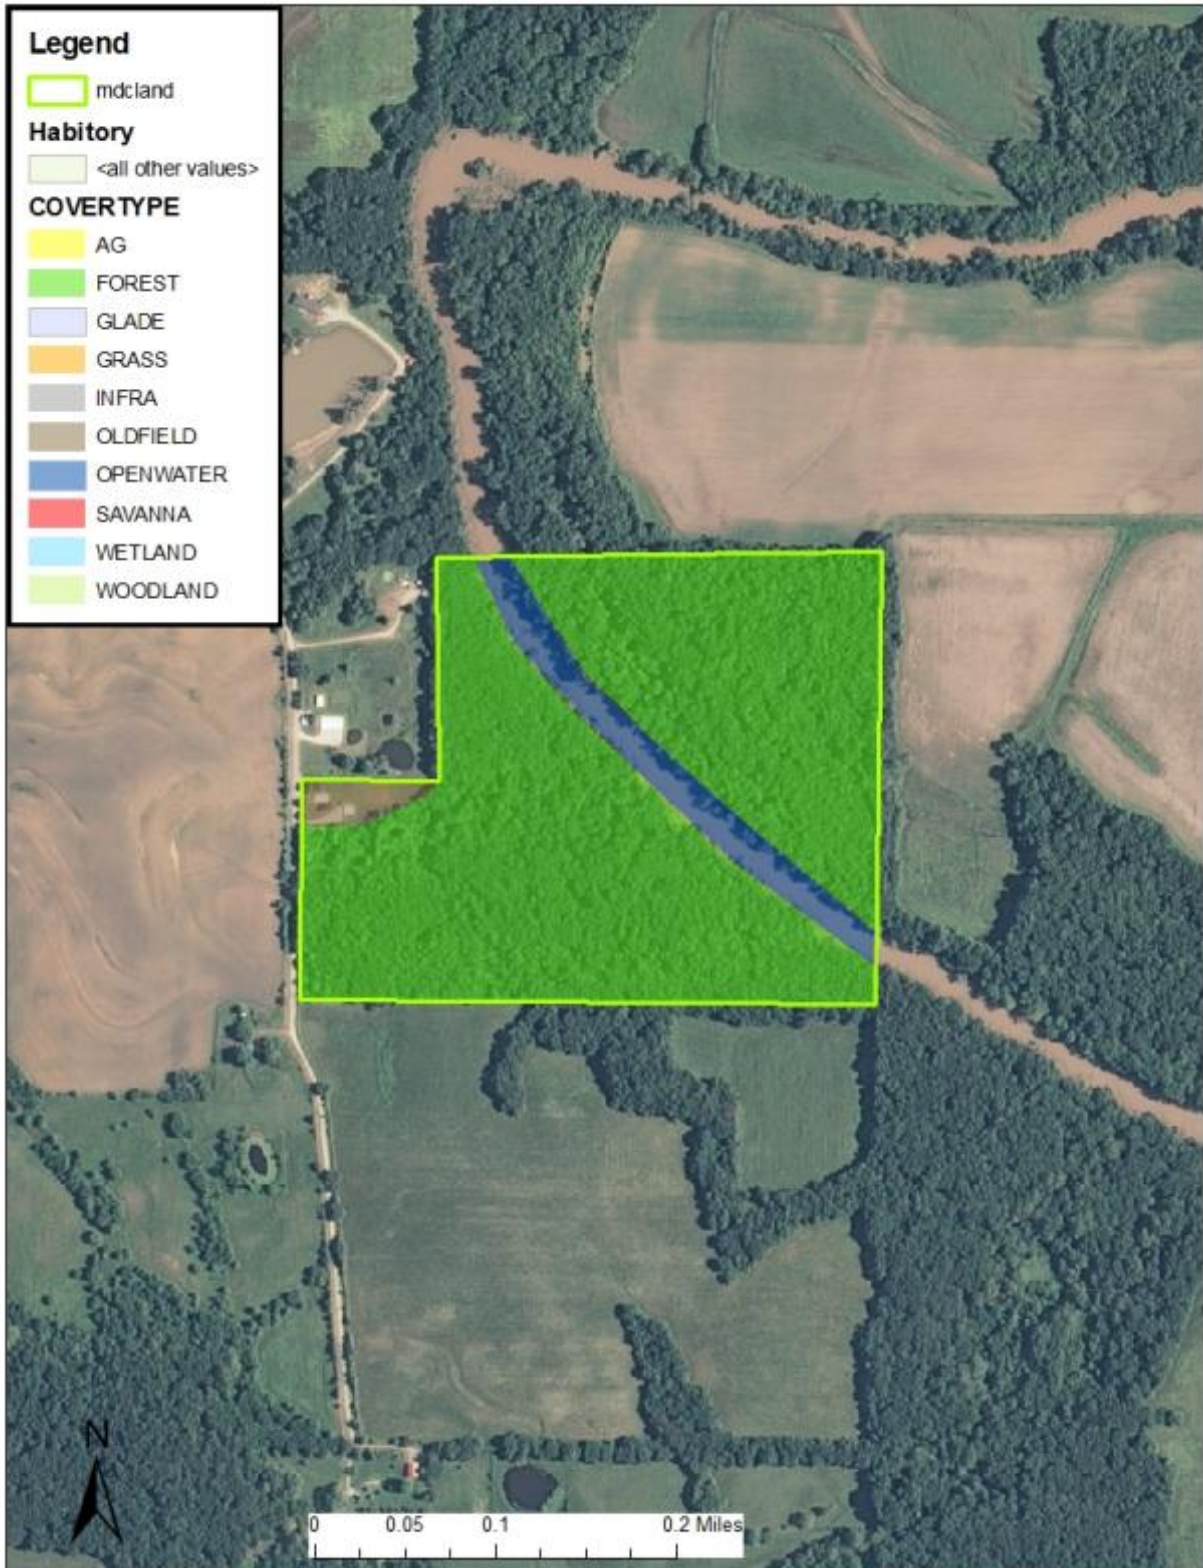 Legend
mdcland
Habitory
<all other values>
COVERTYPE
AG
FOREST
GLADE
GRASS
INFRA
OLDFIELD
OPENWATER
SAVANNA
WETLAND
WOODLAND
N
0 0.05 0.1 0.2 Miles